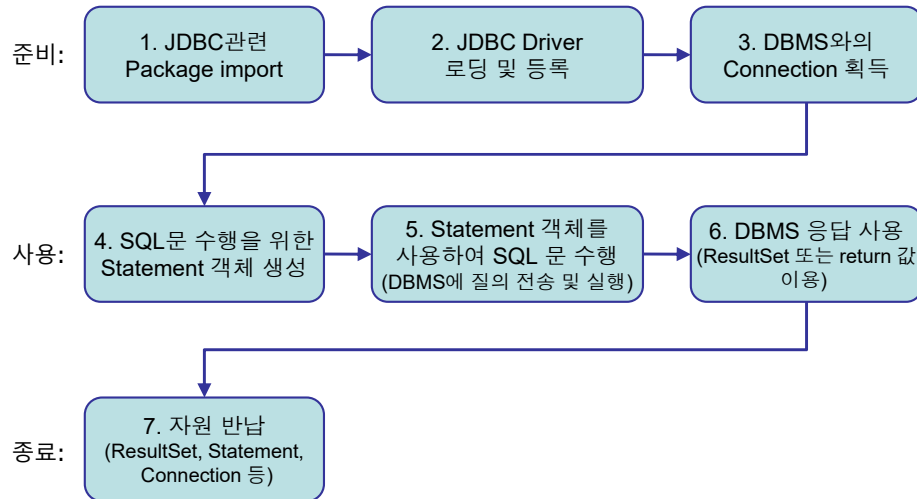 준비:
1. JDBC관련
Package import
2. JDBC Driver
로딩 및 등록
3. DBMS와의
Connection 획득
사용:
4. SQL문 수행을 위한
Statement 객체 생성
5. Statement 객체를
사용하여 SQL 문 수행
(DBMS에 질의 전송 및 실행)
6. DBMS 응답 사용
(ResultSet 또는 return 값
이용)
종료:
7. 자원 반납
(ResultSet, Statement,
Connection 등)